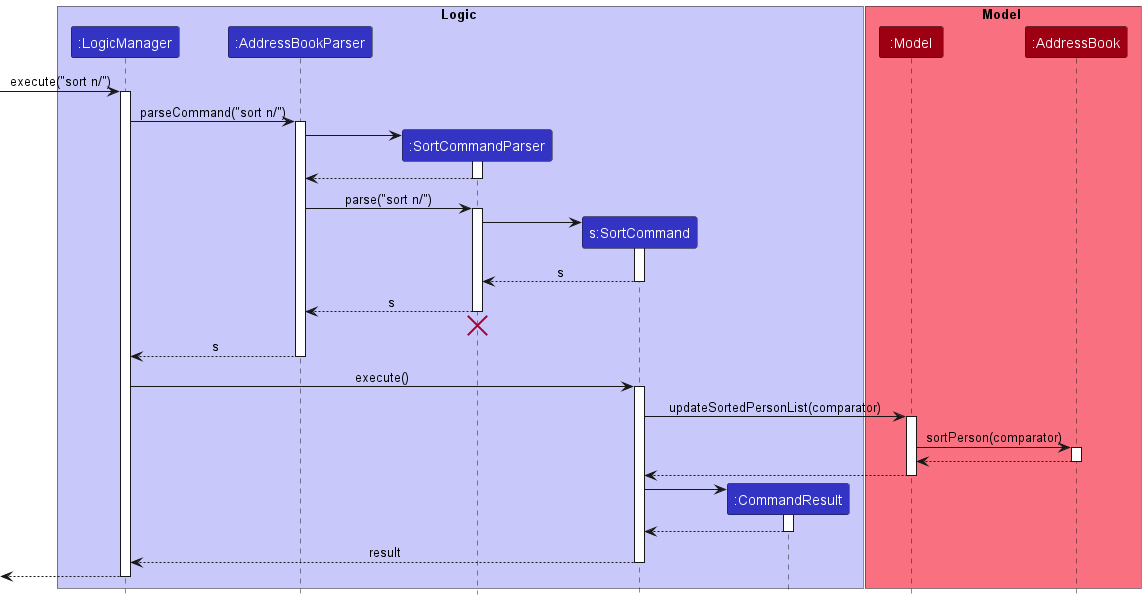 Logic
Model
:LogicManager
:AddressBookParser
:Model
:AddressBook
execute("sort n/")
parseCommand("sort n/")
:SortCommandParser
parse("sort n/")
s:SortCommand
s
s
s
execute()
updateSortedPersonList(comparator)
sortPerson(comparator)
:CommandResult
result